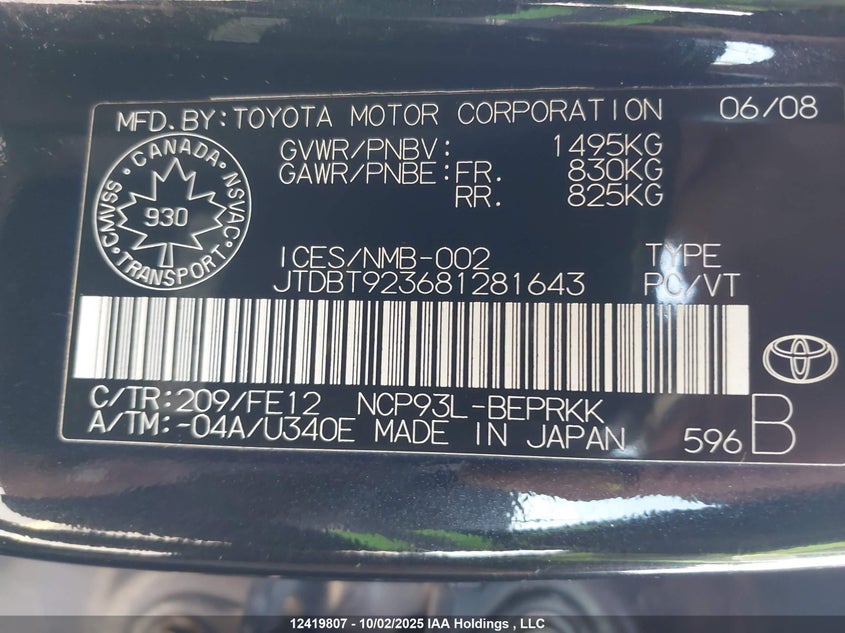 MFD.BY:TOYOTA MOTOR CORPORATION 06/08
GVWR/PNBV: 1495KG
GAWR/PNBE:FR. 830KG
RR. 825KG
CANADA
CMVSS 930 NSVAC
TRANSPORT
ICES/NMB-002 TYPE
JTDBT923681281643 PC/VT
C/TR:209/FE12 NCP93L-BEPRKK
A/TM:-04A/U340E MADE IN JAPAN 596 B
12419807 - 10/02/2025 IAA Holdings , LLC